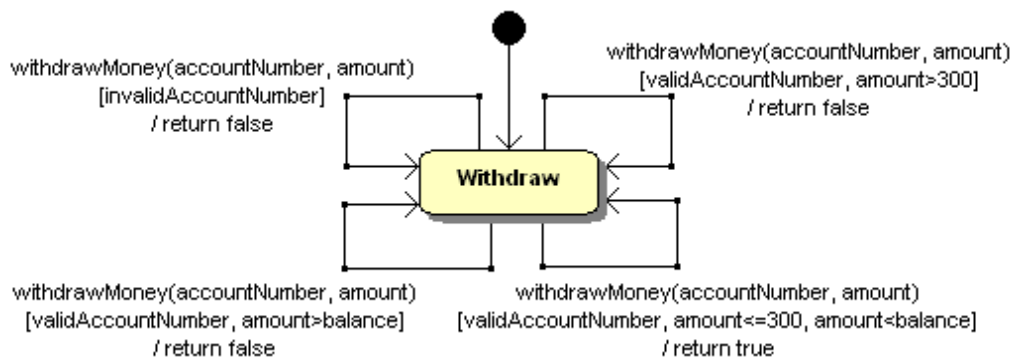 withdrawMoney(accountNumber, amount)
[invalidAccountNumber]
/ return false
withdrawMoney(accountNumber, amount)
[validAccountNumber, amount>300]
/ return false
Withdraw
withdrawMoney(accountNumber, amount)
[validAccountNumber, amount>balance]
/ return false
withdrawMoney(accountNumber, amount)
[validAccountNumber, amount<=300, amount<balance]
/ return true